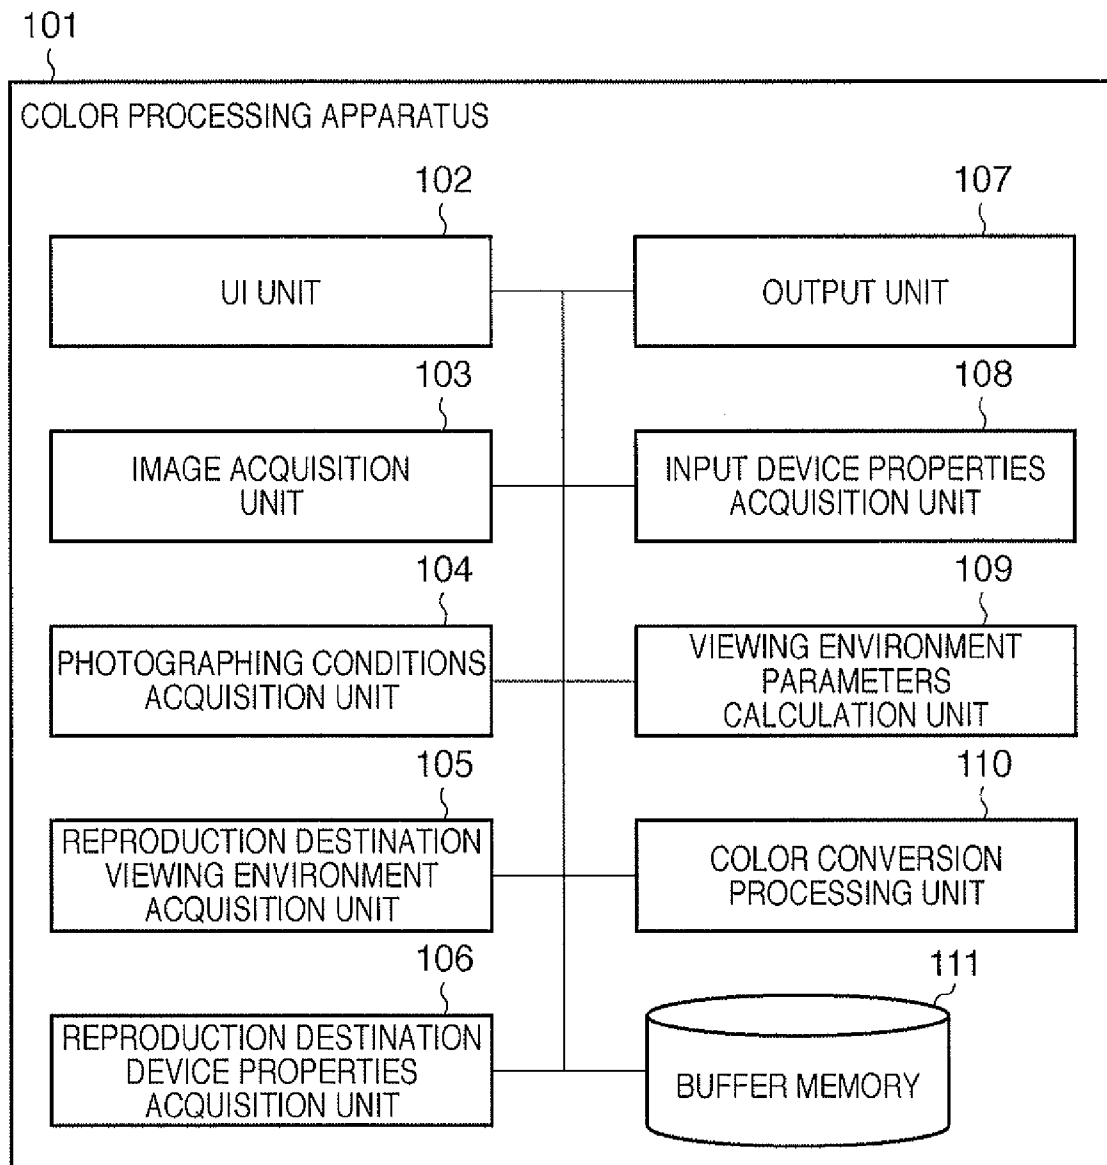 101
COLOR PROCESSING APPARATUS
102
UI UNIT
107
OUTPUT UNIT
103
IMAGE ACQUISITION
UNIT
108
INPUT DEVICE PROPERTIES
ACQUISITION UNIT
104
PHOTOGRAPHING CONDITIONS
ACQUISITION UNIT
109
VIEWING ENVIRONMENT
PARAMETERS
CALCULATION UNIT
105
REPRODUCTION DESTINATION
VIEWING ENVIRONMENT
ACQUISITION UNIT
110
COLOR CONVERSION
PROCESSING UNIT
106
REPRODUCTION DESTINATION
DEVICE PROPERTIES
ACQUISITION UNIT
111
BUFFER MEMORY